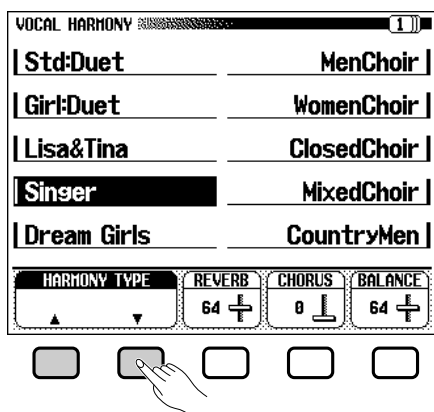 VOCAL HARMONY 1
Std:Duet MenChoir
Girl:Duet WomenChoir
Lisa&Tina ClosedChoir
Singer MixedChoir
Dream Girls CountryMen
HARMONY TYPE REVERB CHORUS BALANCE
▲ ▼ 64 0 64